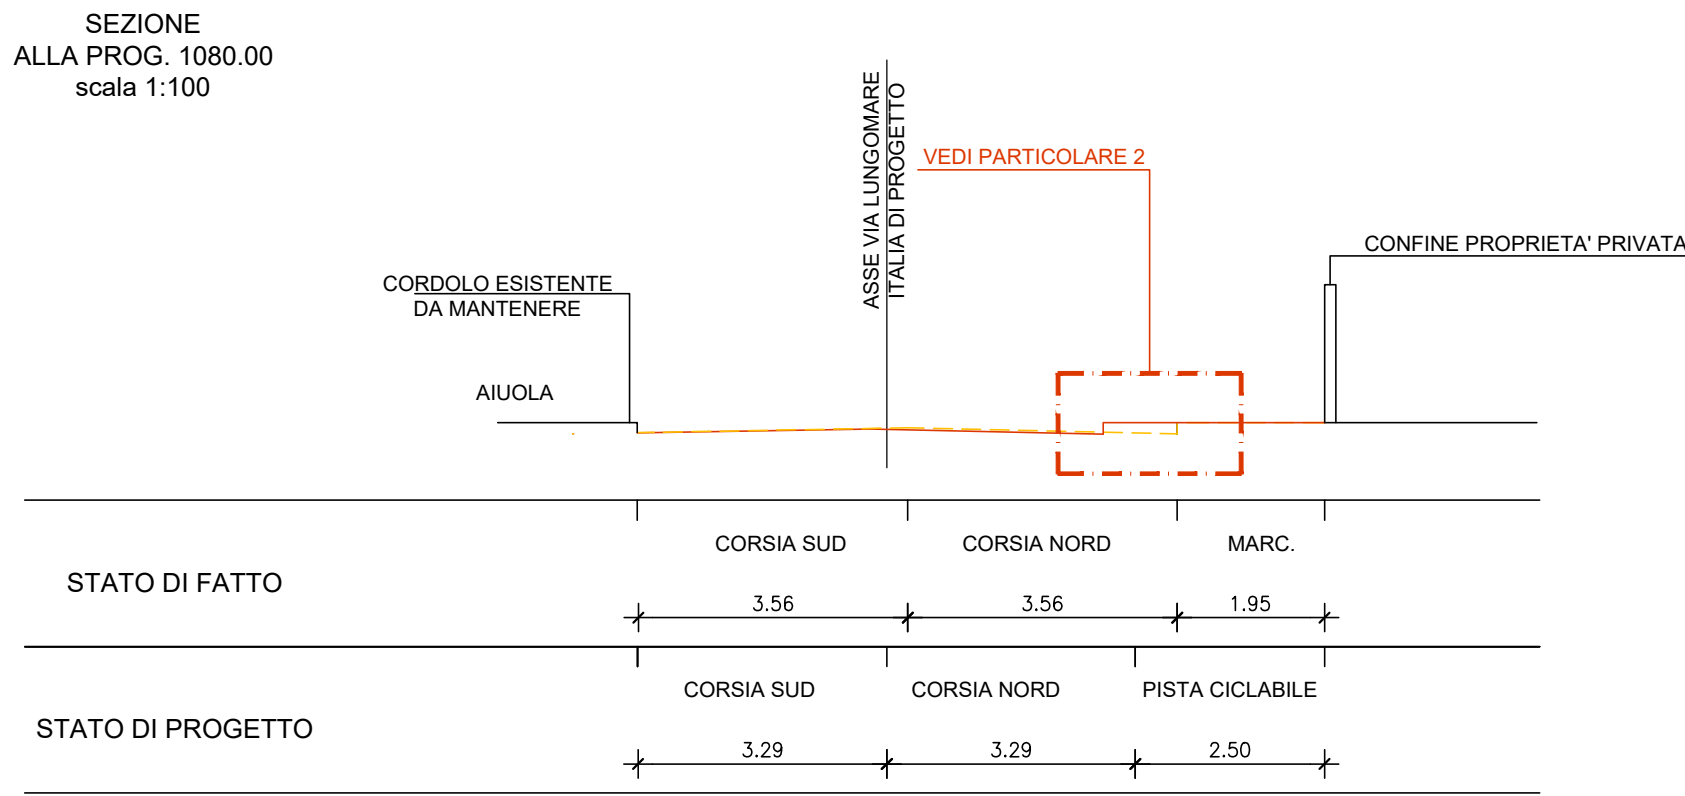 SEZIONE
ALLA PROG. 1080.00
scala 1:100
ASSE VIA LUNGOMARE
ITALIA DI PROGETTO
VEDI PARTICOLARE 2
CONFINE PROPRIETA' PRIVATA
CORDOLO ESISTENTE
DA MANTENERE
AIUOLA
CORSIA SUD CORSIA NORD MARC.
STATO DI FATTO
3.56 3.56 1.95
CORSIA SUD CORSIA NORD PISTA CICLABILE
STATO DI PROGETTO
3.29 3.29 2.50